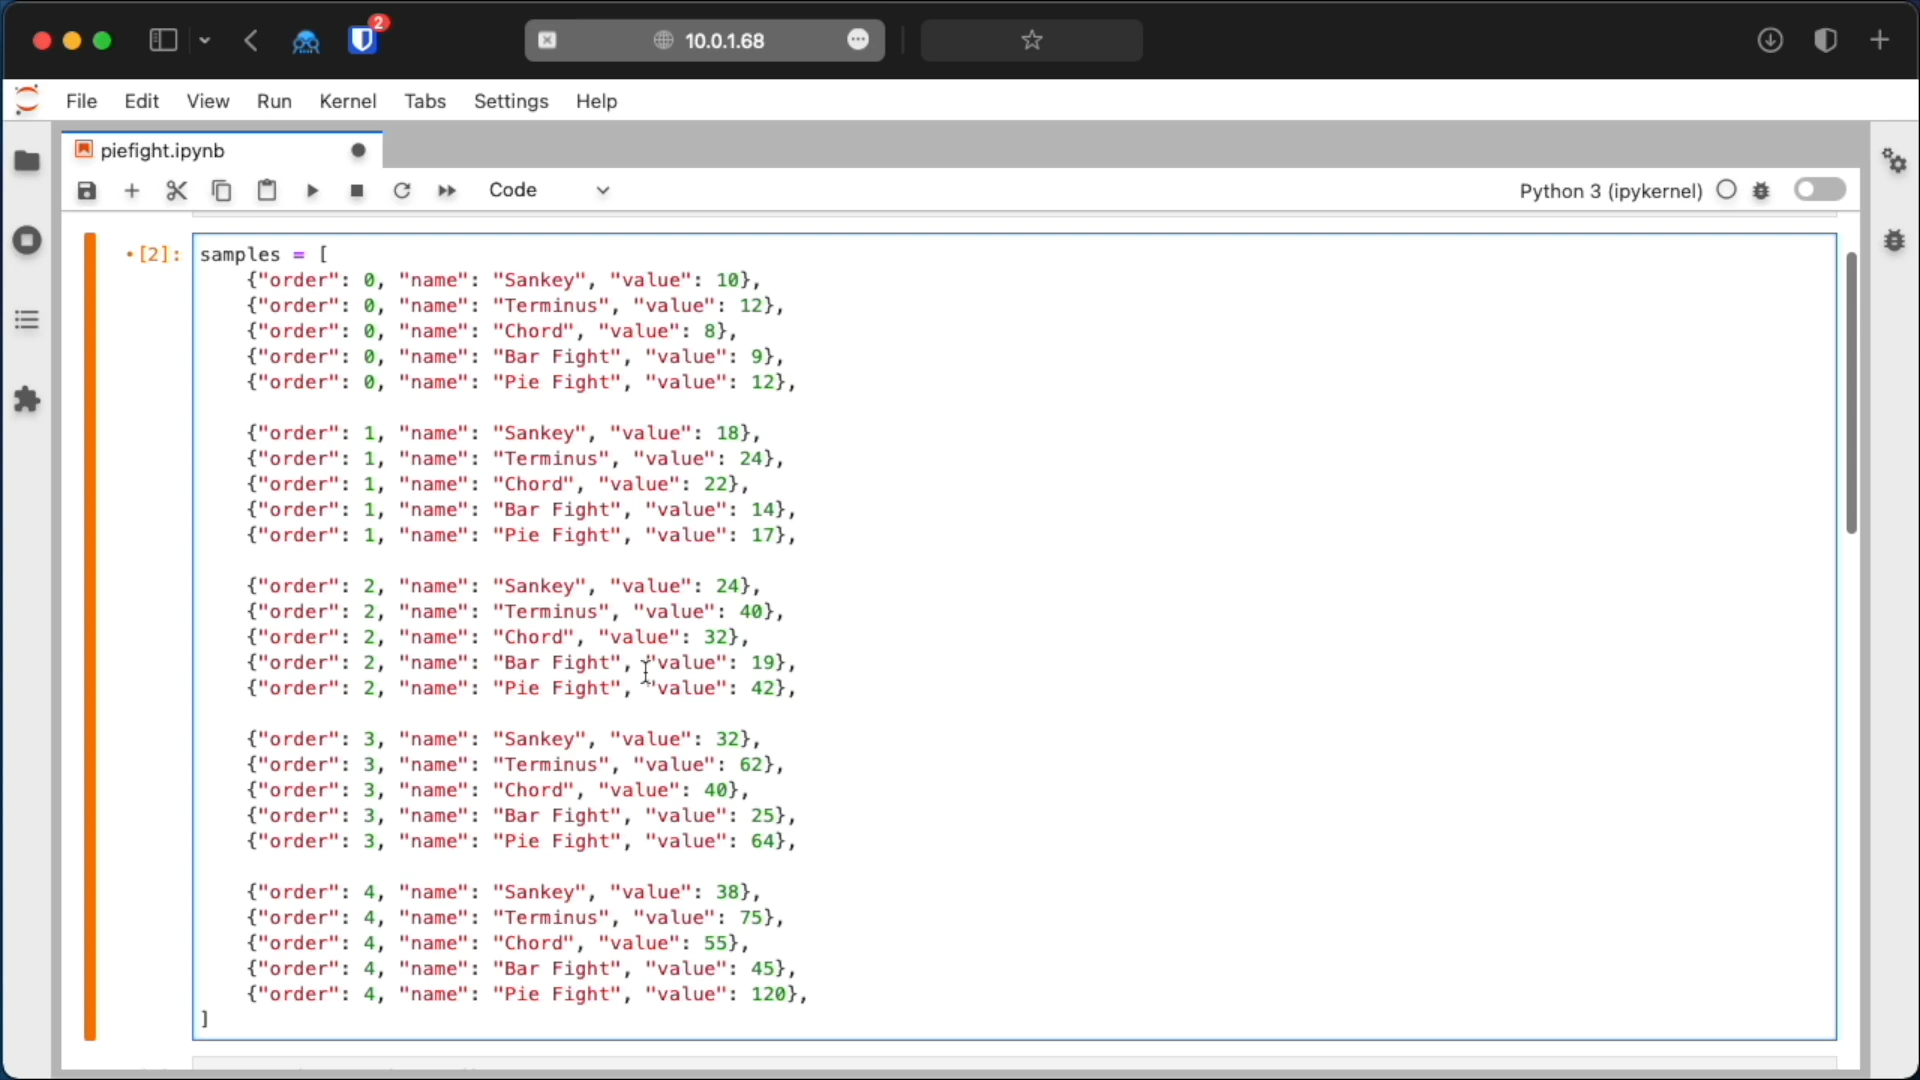 2
10.0.1.68
File Edit View Run Kernel Tabs Settings Help
piefight.ipynb
Code
Python 3 (ipykernel)
[2]:
samples = [
    {"order": 0, "name": "Sankey", "value": 10},
    {"order": 0, "name": "Terminus", "value": 12},
    {"order": 0, "name": "Chord", "value": 8},
    {"order": 0, "name": "Bar Fight", "value": 9},
    {"order": 0, "name": "Pie Fight", "value": 12},
    {"order": 1, "name": "Sankey", "value": 18},
    {"order": 1, "name": "Terminus", "value": 24},
    {"order": 1, "name": "Chord", "value": 22},
    {"order": 1, "name": "Bar Fight", "value": 14},
    {"order": 1, "name": "Pie Fight", "value": 17},
    {"order": 2, "name": "Sankey", "value": 24},
    {"order": 2, "name": "Terminus", "value": 40},
    {"order": 2, "name": "Chord", "value": 32},
    {"order": 2, "name": "Bar Fight", "value": 19},
    {"order": 2, "name": "Pie Fight", "value": 42},
    {"order": 3, "name": "Sankey", "value": 32},
    {"order": 3, "name": "Terminus", "value": 62},
    {"order": 3, "name": "Chord", "value": 40},
    {"order": 3, "name": "Bar Fight", "value": 25},
    {"order": 3, "name": "Pie Fight", "value": 64},
    {"order": 4, "name": "Sankey", "value": 38},
    {"order": 4, "name": "Terminus", "value": 75},
    {"order": 4, "name": "Chord", "value": 55},
    {"order": 4, "name": "Bar Fight", "value": 45},
    {"order": 4, "name": "Pie Fight", "value": 120},
]